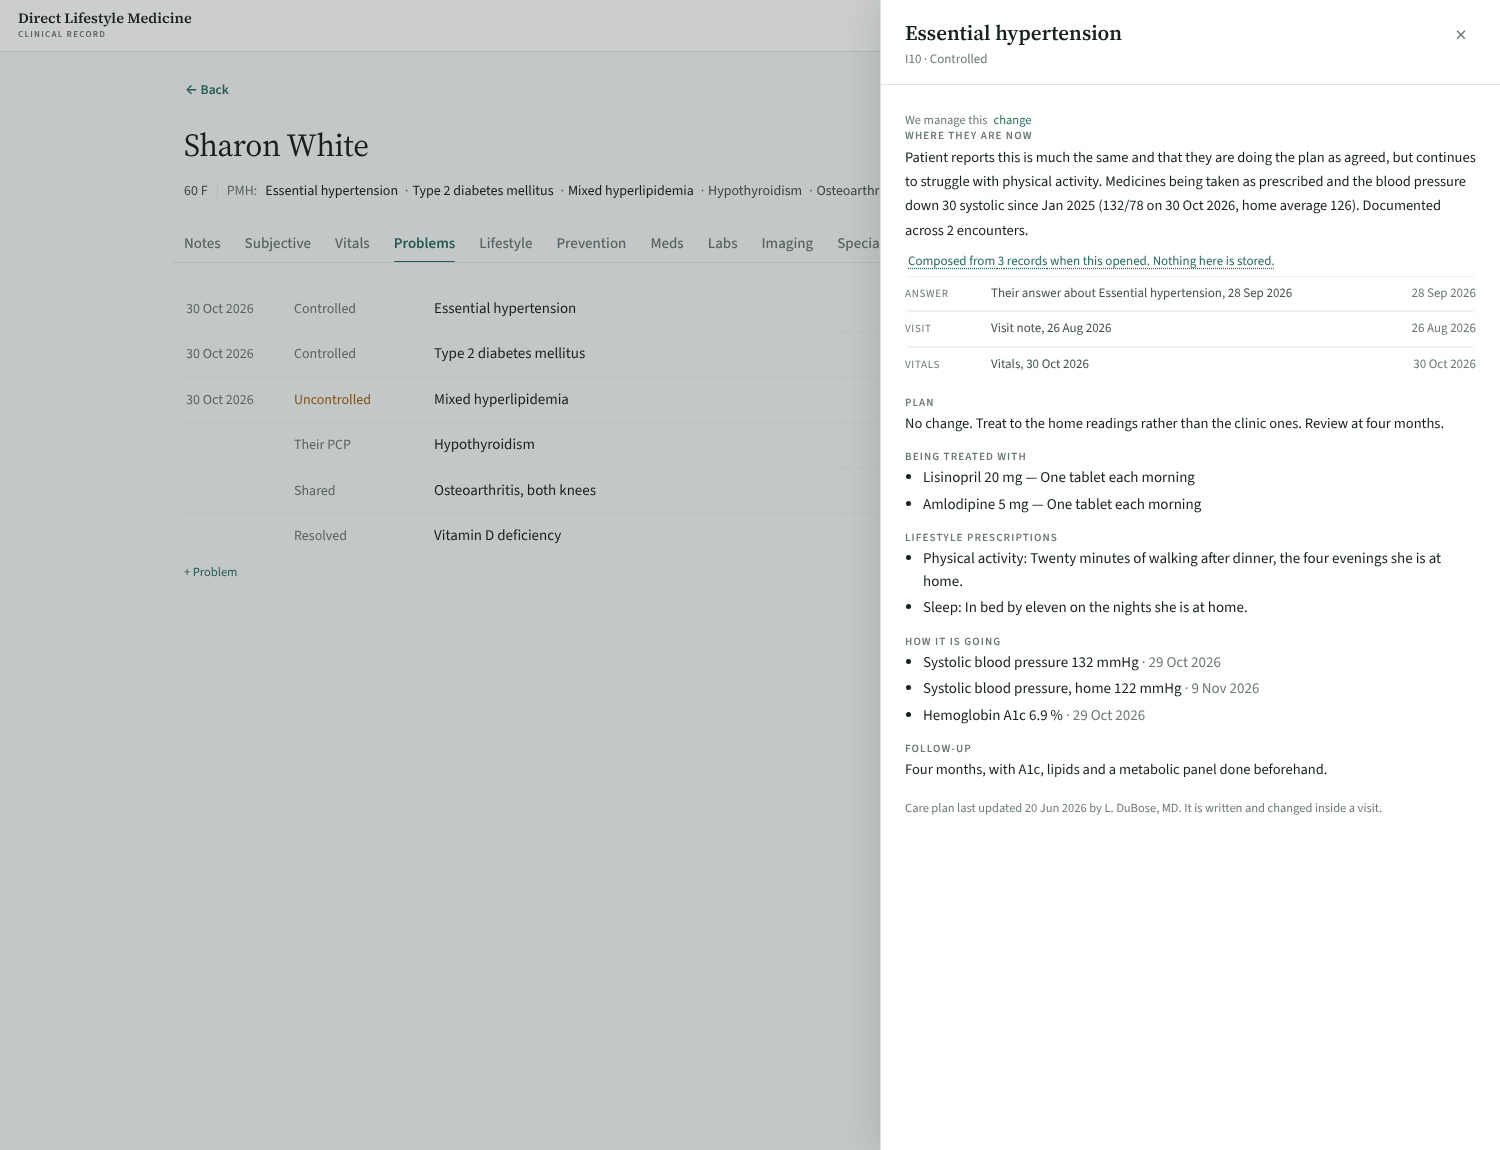 Direct Lifestyle Medicine
CLINICAL RECORD
← Back
Sharon White
60 F | PMH: Essential hypertension · Type 2 diabetes mellitus · Mixed hyperlipidemia · Hypothyroidism · Osteoarthr
Notes Subjective Vitals Problems Lifestyle Prevention Meds Labs Imaging Specia
30 Oct 2026 Controlled Essential hypertension
30 Oct 2026 Controlled Type 2 diabetes mellitus
30 Oct 2026 Uncontrolled Mixed hyperlipidemia
Their PCP Hypothyroidism
Shared Osteoarthritis, both knees
Resolved Vitamin D deficiency
+ Problem
Essential hypertension ×
I10 · Controlled
We manage this change
WHERE THEY ARE NOW
Patient reports this is much the same and that they are doing the plan as agreed, but continues
to struggle with physical activity. Medicines being taken as prescribed and the blood pressure
down 30 systolic since Jan 2025 (132/78 on 30 Oct 2026, home average 126). Documented
across 2 encounters.
Composed from 3 records when this opened. Nothing here is stored.
ANSWER Their answer about Essential hypertension, 28 Sep 2026 28 Sep 2026
VISIT Visit note, 26 Aug 2026 26 Aug 2026
VITALS Vitals, 30 Oct 2026 30 Oct 2026
PLAN
No change. Treat to the home readings rather than the clinic ones. Review at four months.
BEING TREATED WITH
• Lisinopril 20 mg — One tablet each morning
• Amlodipine 5 mg — One tablet each morning
LIFESTYLE PRESCRIPTIONS
• Physical activity: Twenty minutes of walking after dinner, the four evenings she is at
home.
• Sleep: In bed by eleven on the nights she is at home.
HOW IT IS GOING
• Systolic blood pressure 132 mmHg · 29 Oct 2026
• Systolic blood pressure, home 122 mmHg · 9 Nov 2026
• Hemoglobin A1c 6.9 % · 29 Oct 2026
FOLLOW-UP
Four months, with A1c, lipids and a metabolic panel done beforehand.
Care plan last updated 20 Jun 2026 by L. DuBose, MD. It is written and changed inside a visit.